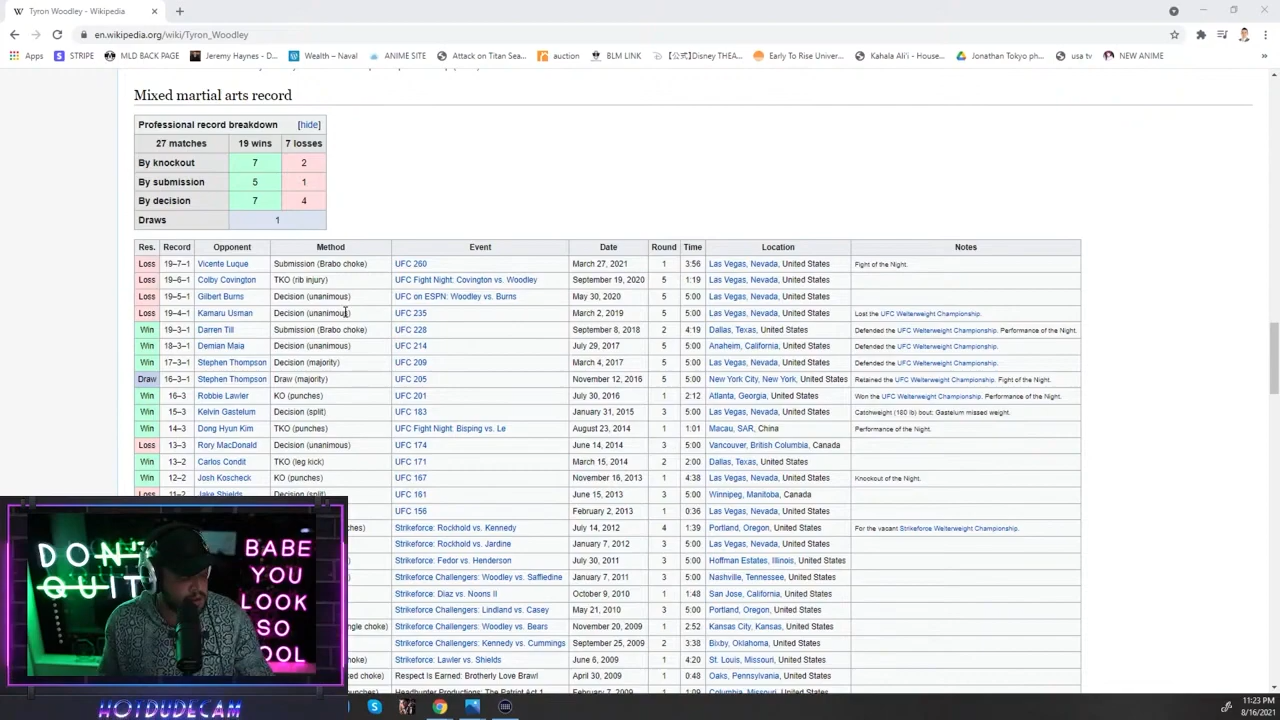 Tyron Woodley
en.wikipedia.org/wiki/Tyron_Woodley
Apps STRIPE MLD BACK PAGE Jeremy Haynes: "Med... Wealth – Naval ANIME SITE Attack on Titan Sea... auction BLM LINK 【公式】Disney THEA... Early To Rise Univer... Kahala Ali'i - House... Jonathan Tokyo ph... usa tv NEW ANIME
Mixed martial arts record
Professional record breakdown [hide]
27 matches 19 wins 7 losses
By knockout 7 2
By submission 5 1
By decision 7 4
Draws 1
Res. Record Opponent Method Event Date Round Time Location Notes
Loss 19–7–1 Vicente Luque Submission (Brabo choke) UFC 260 March 27, 2021 1 3:56 Las Vegas, Nevada, United States Fight of the Night.
Loss 19–6–1 Colby Covington TKO (rib injury) UFC Fight Night: Covington vs. Woodley September 19, 2020 5 1:19 Las Vegas, Nevada, United States
Loss 19–5–1 Gilbert Burns Decision (unanimous) UFC on ESPN: Woodley vs. Burns May 30, 2020 5 5:00 Las Vegas, Nevada, United States
Loss 19–4–1 Kamaru Usman Decision (unanimous) UFC 235 March 2, 2019 5 5:00 Las Vegas, Nevada, United States Lost the UFC Welterweight Championship.
Win 19–3–1 Darren Till Submission (Brabo choke) UFC 228 September 8, 2018 2 4:19 Dallas, Texas, United States Defended the UFC Welterweight Championship. Performance of the Night.
Win 18–3–1 Demian Maia Decision (unanimous) UFC 214 July 29, 2017 5 5:00 Anaheim, California, United States Defended the UFC Welterweight Championship.
Win 17–3–1 Stephen Thompson Decision (majority) UFC 209 March 4, 2017 5 5:00 Las Vegas, Nevada, United States Defended the UFC Welterweight Championship.
Draw 16–3–1 Stephen Thompson Draw (majority) UFC 205 November 12, 2016 5 5:00 New York City, New York, United States Retained the UFC Welterweight Championship. Fight of the Night.
Win 16–3 Robbie Lawler KO (punches) UFC 201 July 30, 2016 1 2:12 Atlanta, Georgia, United States Won the UFC Welterweight Championship. Performance of the Night.
Win 15–3 Kelvin Gastelum Decision (split) UFC 183 January 31, 2015 3 5:00 Las Vegas, Nevada, United States Catchweight (180 lb) bout; Gastelum missed weight.
Win 14–3 Dong Hyun Kim TKO (punches) UFC Fight Night: Bisping vs. Le August 23, 2014 1 1:01 Macau, SAR, China Performance of the Night.
Loss 13–3 Rory MacDonald Decision (unanimous) UFC 174 June 14, 2014 3 5:00 Vancouver, British Columbia, Canada
Win 13–2 Carlos Condit TKO (leg kick) UFC 171 March 15, 2014 2 2:00 Dallas, Texas, United States
Win 12–2 Josh Koscheck KO (punches) UFC 167 November 16, 2013 1 4:38 Las Vegas, Nevada, United States Knockout of the Night.
Loss 11–2 Jake Shields Decision (split) UFC 161 June 15, 2013 3 5:00 Winnipeg, Manitoba, Canada
UFC 156 February 2, 2013 1 0:36 Las Vegas, Nevada, United States
Strikeforce: Rockhold vs. Kennedy July 14, 2012 4 1:39 Portland, Oregon, United States For the vacant Strikeforce Welterweight Championship.
Strikeforce: Rockhold vs. Jardine January 7, 2012 3 5:00 Las Vegas, Nevada, United States
Strikeforce: Fedor vs. Henderson July 30, 2011 3 5:00 Hoffman Estates, Illinois, United States
Strikeforce Challengers: Woodley vs. Saffiedine January 7, 2011 3 5:00 Nashville, Tennessee, United States
Strikeforce: Diaz vs. Noons II October 9, 2010 1 1:48 San Jose, California, United States
Strikeforce Challengers: Lindland vs. Casey May 21, 2010 3 5:00 Portland, Oregon, United States
choke) Strikeforce Challengers: Woodley vs. Bears November 20, 2009 1 2:52 Kansas City, Kansas, United States
Strikeforce Challengers: Kennedy vs. Cummings September 25, 2009 2 3:38 Bixby, Oklahoma, United States
Strikeforce: Lawler vs. Shields June 6, 2009 1 4:20 St. Louis, Missouri, United States
choke) Respect Is Earned: Brotherly Love Brawl April 30, 2009 1 0:48 Oaks, Pennsylvania, United States
Headhunter Productions: The Patriot Act 1 February 7, 2009 1 1:09 Columbia, Missouri, United States
DON'T
QUIT
BABE
YOU
LOOK
SO
HOTDUDECAM
11:23 PM
8/16/2021